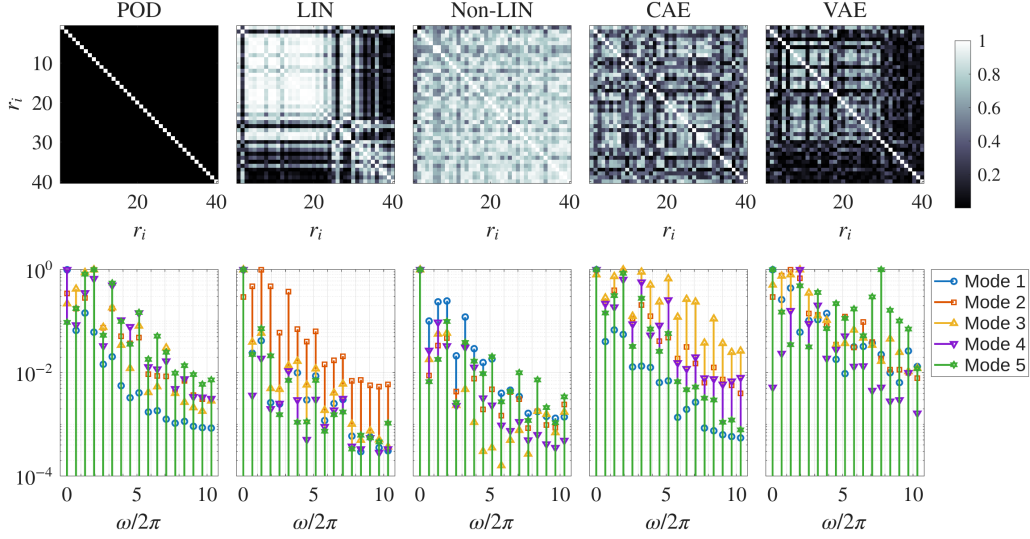 POD LIN Non-LIN CAE VAE
r_i
10
20
30
40
20 40 20 40 20 40 20 40 20 40
r_i r_i r_i r_i r_i
1
0.8
0.6
0.4
0.2
10^0
10^−2
10^−4
0 5 10 0 5 10 0 5 10 0 5 10 0 5 10
ω/2π ω/2π ω/2π ω/2π ω/2π
Mode 1
Mode 2
Mode 3
Mode 4
Mode 5